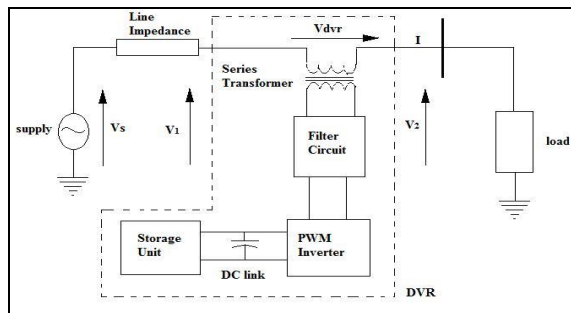 Line
Impedance
Vdvr
I
Series
Transformer
supply
Vs
V1
V2
Filter
Circuit
load
Storage
Unit
DC link
PWM
Inverter
DVR